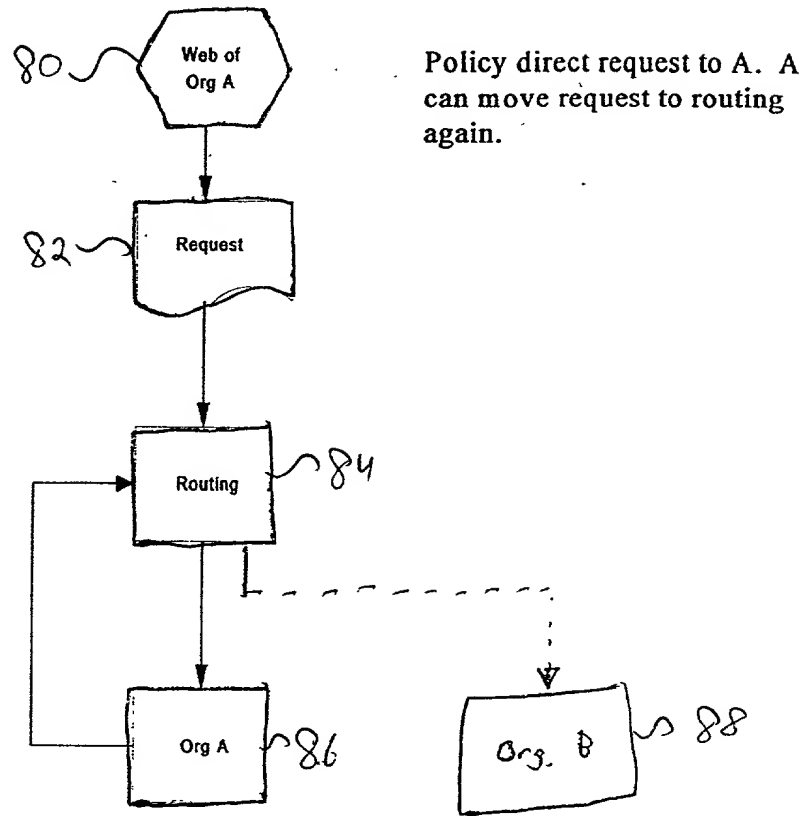 80
Web of
Org A
Policy direct request to A. A
can move request to routing
again.
82
Request
Routing
84
Org A
86
Org. B
88